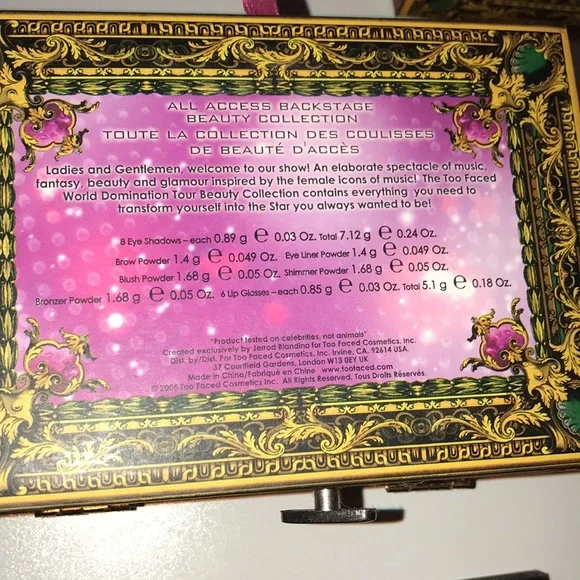 ALL ACCESS BACKSTAGE
BEAUTY COLLECTION
TOUTE LA COLLECTION DES COULISSES
DE BEAUTÉ D'ACCÈS
Ladies and Gentlemen, welcome to our show! An elaborate spectacle of music,
fantasy, beauty and glamour inspired by the female icons of music! The Too Faced
World Domination Tour Beauty Collection contains everything you need to
transform yourself into the Star you always wanted to be!
8 Eye Shadows – each 0.89 g ℮ 0.03 Oz. Total 7.12 g ℮ 0.24 Oz.
Brow Powder 1.4 g ℮ 0.049 Oz. Eye Liner Powder 1.4 g ℮ 0.049 Oz.
Blush Powder 1.68 g ℮ 0.05 Oz. Shimmer Powder 1.68 g ℮ 0.05 Oz.
Bronzer Powder 1.68 g ℮ 0.05 Oz. 6 Lip Glosses – each 0.85 g ℮ 0.03 Oz. Total 5.1 g ℮ 0.18 Oz.
"Product tested on celebrities, not animals"
Created exclusively by Jerrod Blandino for Too Faced Cosmetics, Inc.
Dist. by/Dist. Par Too Faced Cosmetics, Inc. Irvine, CA. 92614 USA.
37 Courtfield Gardens, London W13 0EY UK
Made in China/Fabriqué en Chine www.toofaced.com
© 2005 Too Faced Cosmetics Inc. All Rights Reserved. Tous Droits Réservés.